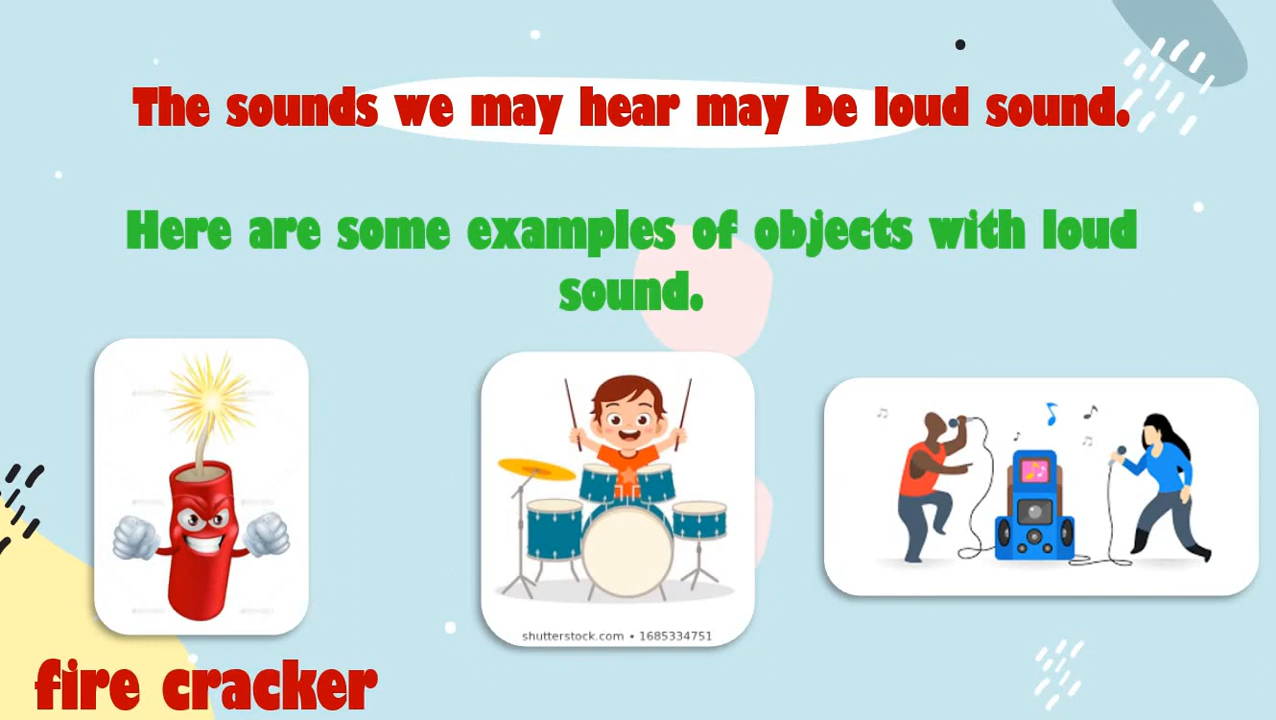 The sounds we may hear may be loud sound.
Here are some examples of objects with loud
sound.
shutterstock.com • 1685334751
fire cracker